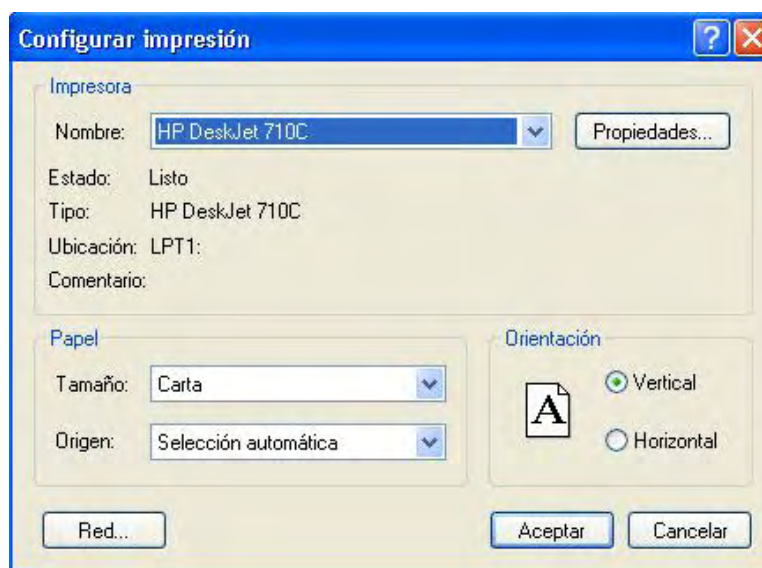 Configurar impresión
Impresora
Nombre: HP DeskJet 710C Propiedades...
Estado: Listo
Tipo: HP DeskJet 710C
Ubicación: LPT1:
Comentario:
Papel
Tamaño: Carta
Origen: Selección automática
Orientación
A
Vertical
Horizontal
Red... Aceptar Cancelar